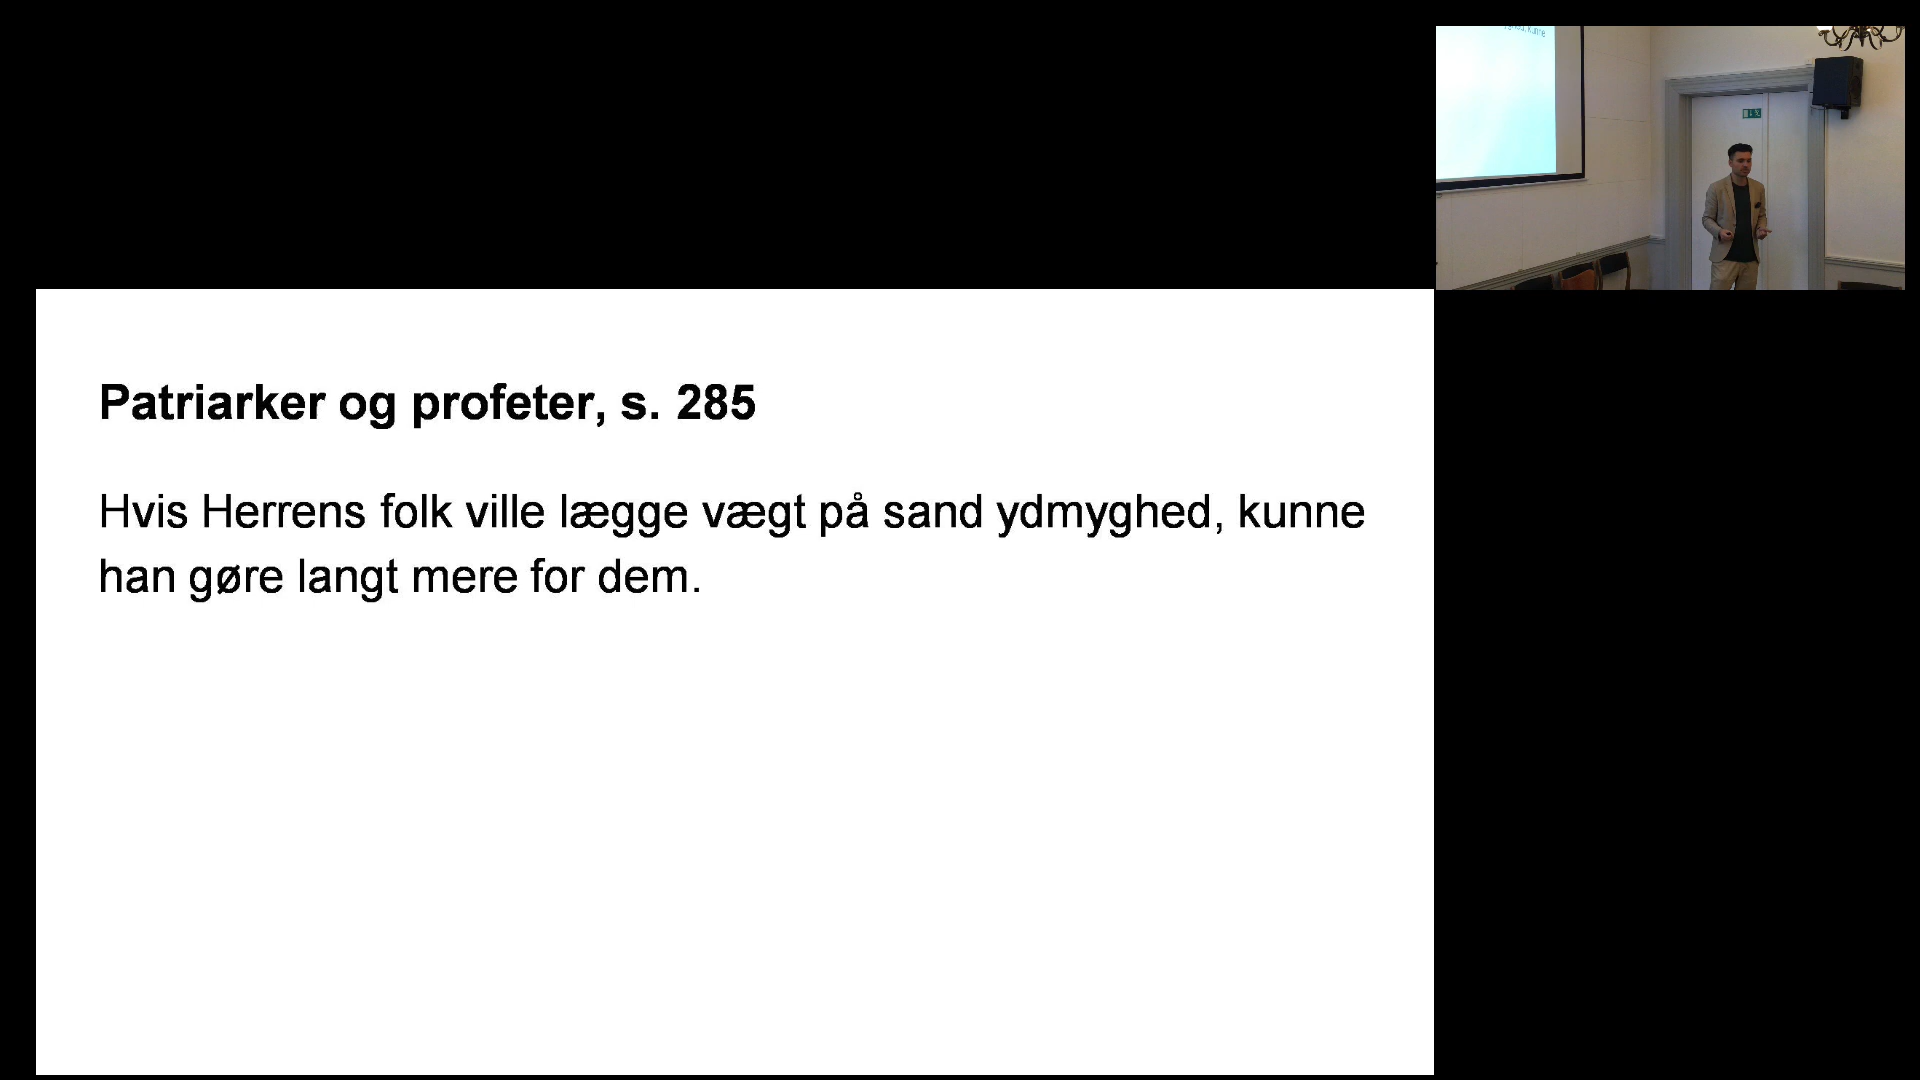 Patriarker og profeter, s. 285
Hvis Herrens folk ville lægge vægt på sand ydmyghed, kunne
han gøre langt mere for dem.